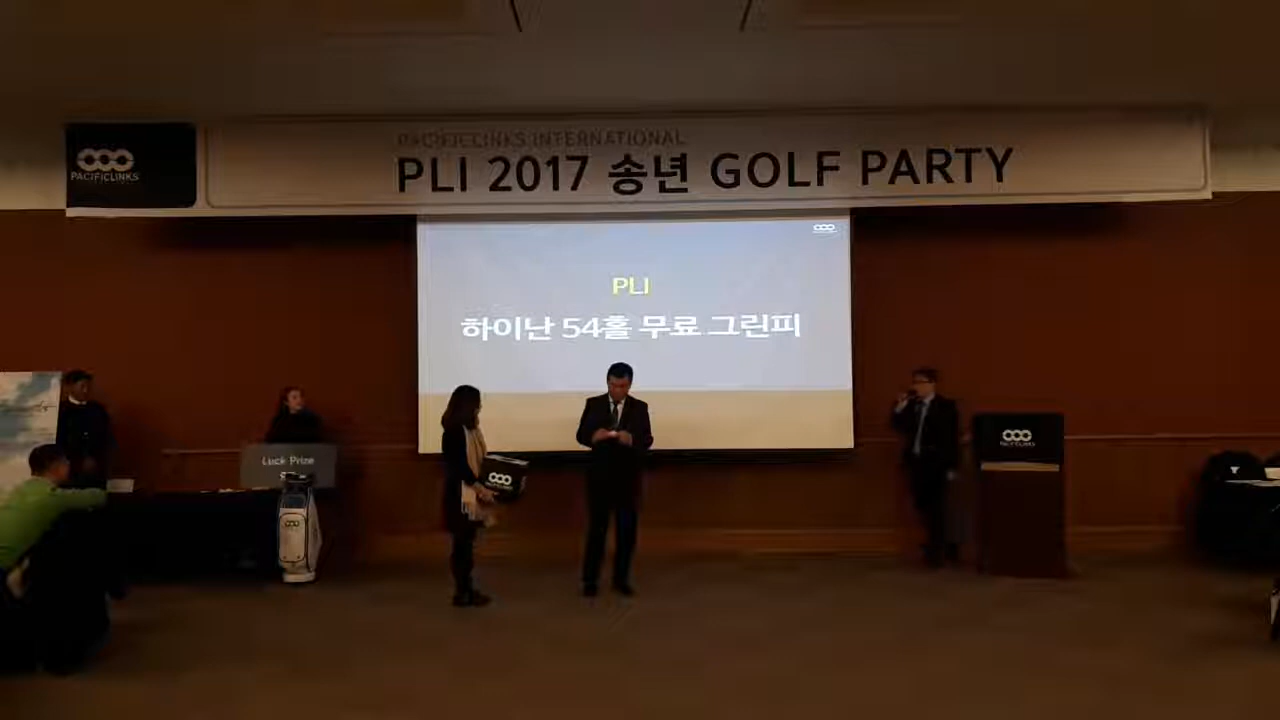 PACIFICLINKS INTERNATIONAL
PACIFICLINKS
PLI 2017 송년 GOLF PARTY
PLI
하이난 54홀 무료 그린피
Luck Prize
PACIFICLINKS